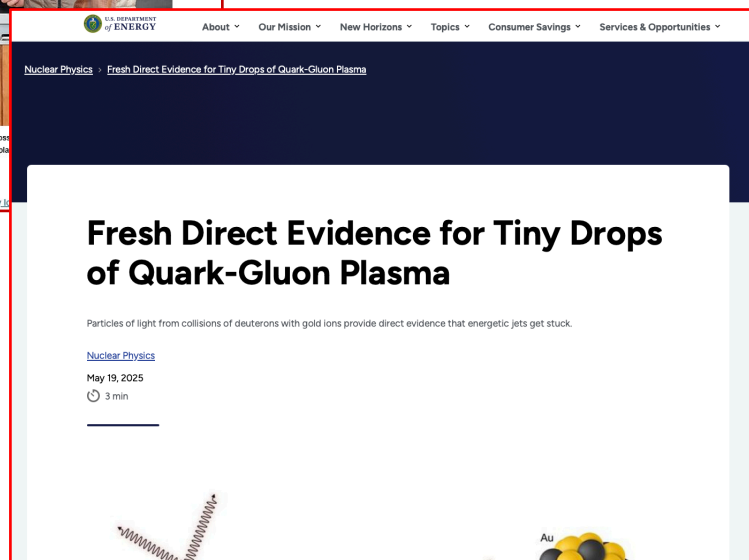 U.S. DEPARTMENT
of ENERGY
About
Our Mission
New Horizons
Topics
Consumer Savings
Services & Opportunities
Nuclear Physics › Fresh Direct Evidence for Tiny Drops of Quark-Gluon Plasma
Fresh Direct Evidence for Tiny Drops
of Quark-Gluon Plasma
Particles of light from collisions of deuterons with gold ions provide direct evidence that energetic jets get stuck.
Nuclear Physics
May 19, 2025
3 min
Au